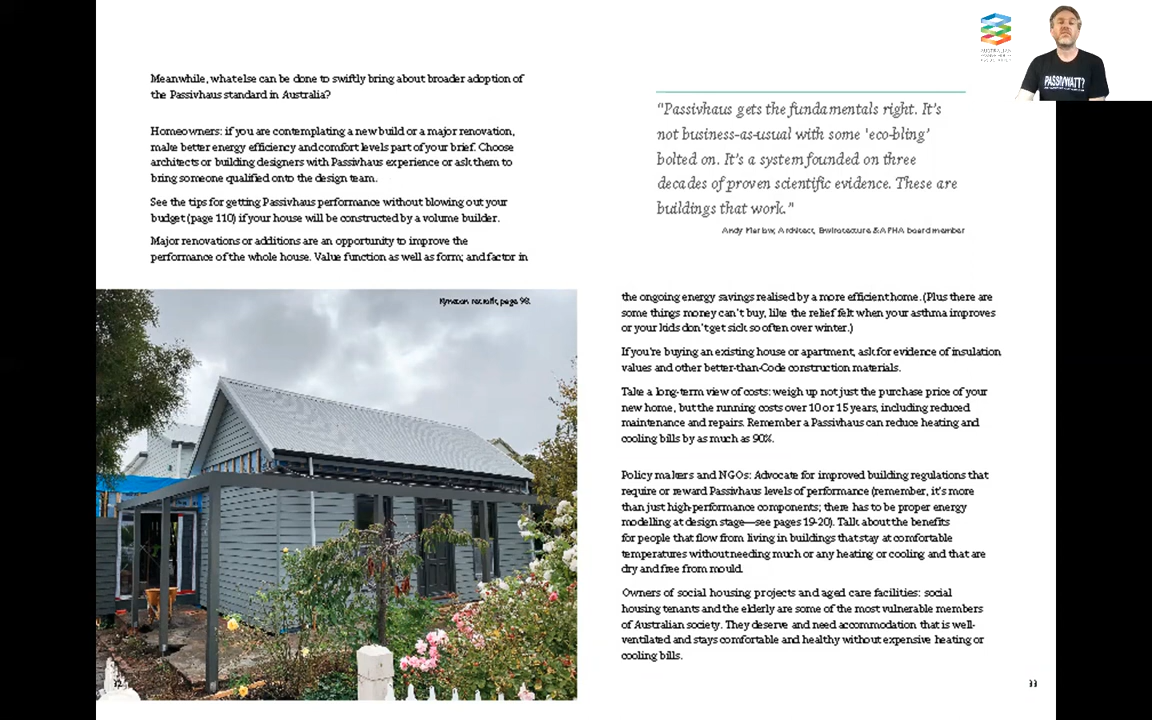 Meanwhile, what else can be done to swiftly bring about broader adoption of
the Passivhaus standard in Australia?
Homeowners: if you are contemplating a new build or a major renovation,
make better energy efficiency and comfort levels part of your brief. Choose
architects or building designers with Passivhaus experience or ask them to
bring someone qualified onto the design team.
See the tips for getting Passivhaus performance without blowing out your
budget (page 110) if your house will be constructed by a volume builder.
Major renovations or additions are an opportunity to improve the
performance of the whole house. Value function as well as form; and factor in
Kyneton retrofit, page 98.
32
AUSTRALIAN
PASSIVE HOUSE
ASSOCIATION
PASSIVWATT?
“Passivhaus gets the fundamentals right. It’s
not business-as-usual with some ‘eco-bling’
bolted on. It’s a system founded on three
decades of proven scientific evidence. These are
buildings that work.”
Andy Marlow, Architect, Envirotecture & APHA board member
the ongoing energy savings realised by a more efficient home. (Plus there are
some things money can’t buy, like the relief felt when your asthma improves
or your kids don’t get sick so often over winter.)
If you’re buying an existing house or apartment, ask for evidence of insulation
values and other better-than-Code construction materials.
Take a long-term view of costs: weigh up not just the purchase price of your
new home, but the running costs over 10 or 15 years, including reduced
maintenance and repairs. Remember a Passivhaus can reduce heating and
cooling bills by as much as 90%.
Policy makers and NGOs: Advocate for improved building regulations that
require or reward Passivhaus levels of performance (remember, it’s more
than just high-performance components; there has to be proper energy
modelling at design stage—see pages 19-20). Talk about the benefits
for people that flow from living in buildings that stay at comfortable
temperatures without needing much or any heating or cooling and that are
dry and free from mould.
Owners of social housing projects and aged care facilities: social
housing tenants and the elderly are some of the most vulnerable members
of Australian society. They deserve and need accommodation that is well-
ventilated and stays comfortable and healthy without expensive heating or
cooling bills.
33